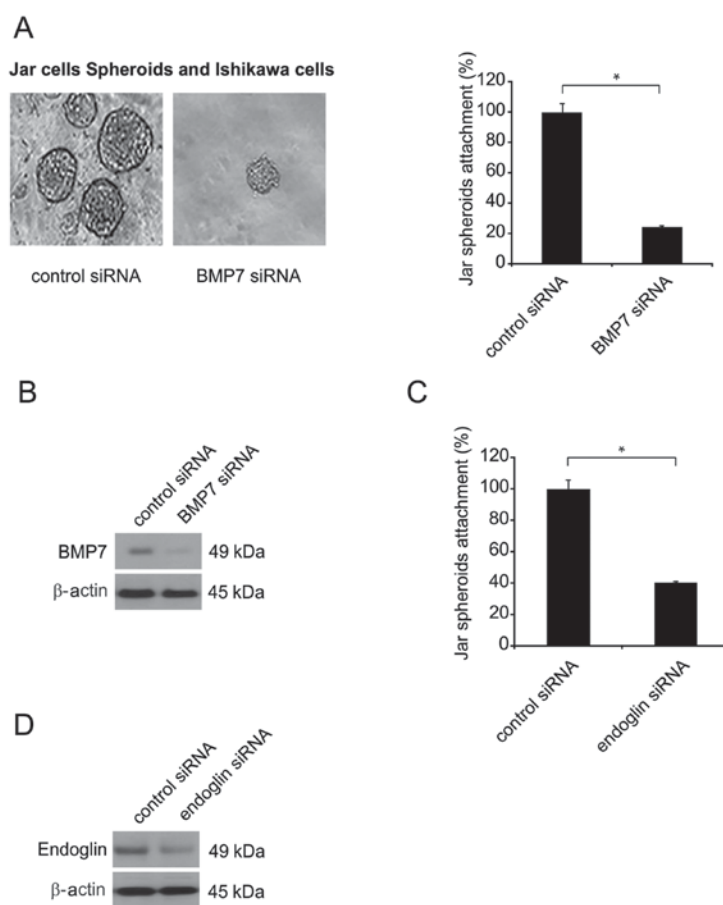 A
Jar cells Spheroids and Ishikawa cells
control siRNA
BMP7 siRNA
Jar spheroids attachment (%)
120
100
80
60
40
20
0
*
control siRNA
BMP7 siRNA
B
control siRNA
BMP7 siRNA
BMP7 49 kDa
β-actin 45 kDa
C
Jar spheroids attachment (%)
120
100
80
60
40
20
0
*
control siRNA
endoglin siRNA
D
control siRNA
endoglin siRNA
Endoglin 49 kDa
β-actin 45 kDa